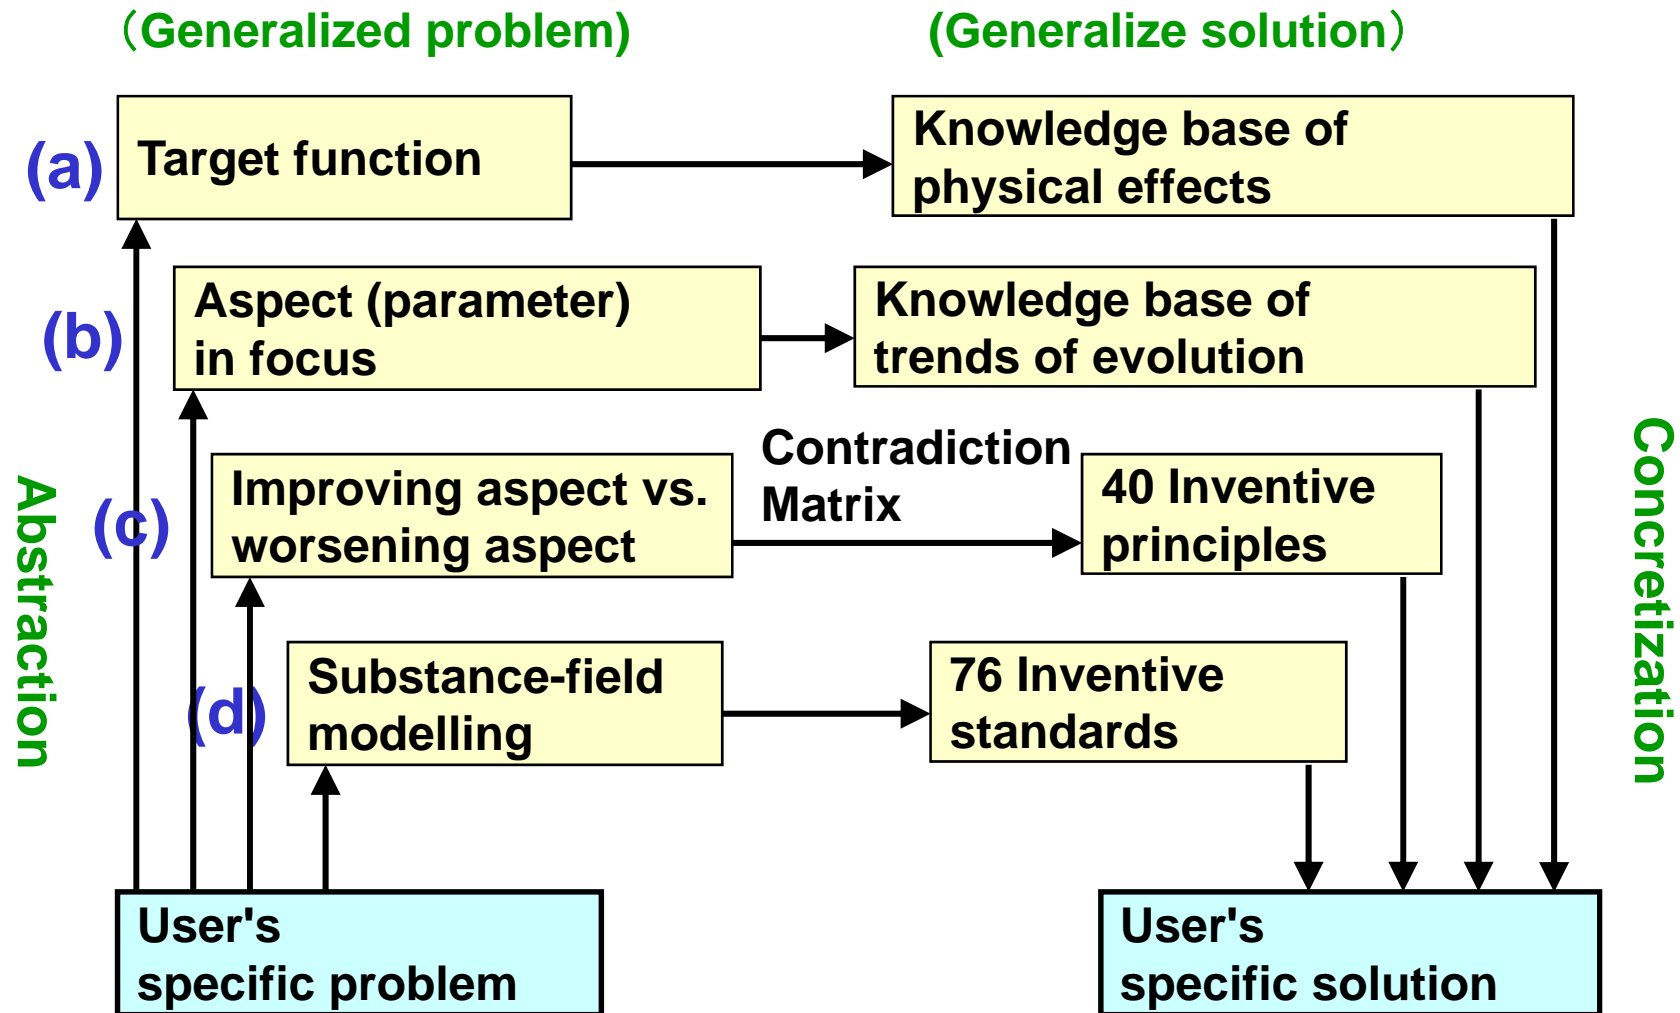 （Generalized problem)
(Generalize solution）
(a)
Target function
Knowledge base of
physical effects
(b)
Aspect (parameter)
in focus
Knowledge base of
trends of evolution
Abstraction
(c)
Improving aspect vs.
worsening aspect
Contradiction
Matrix
40 Inventive
principles
Concretization
(d)
Substance-field
modelling
76 Inventive
standards
User's
specific problem
User's
specific solution